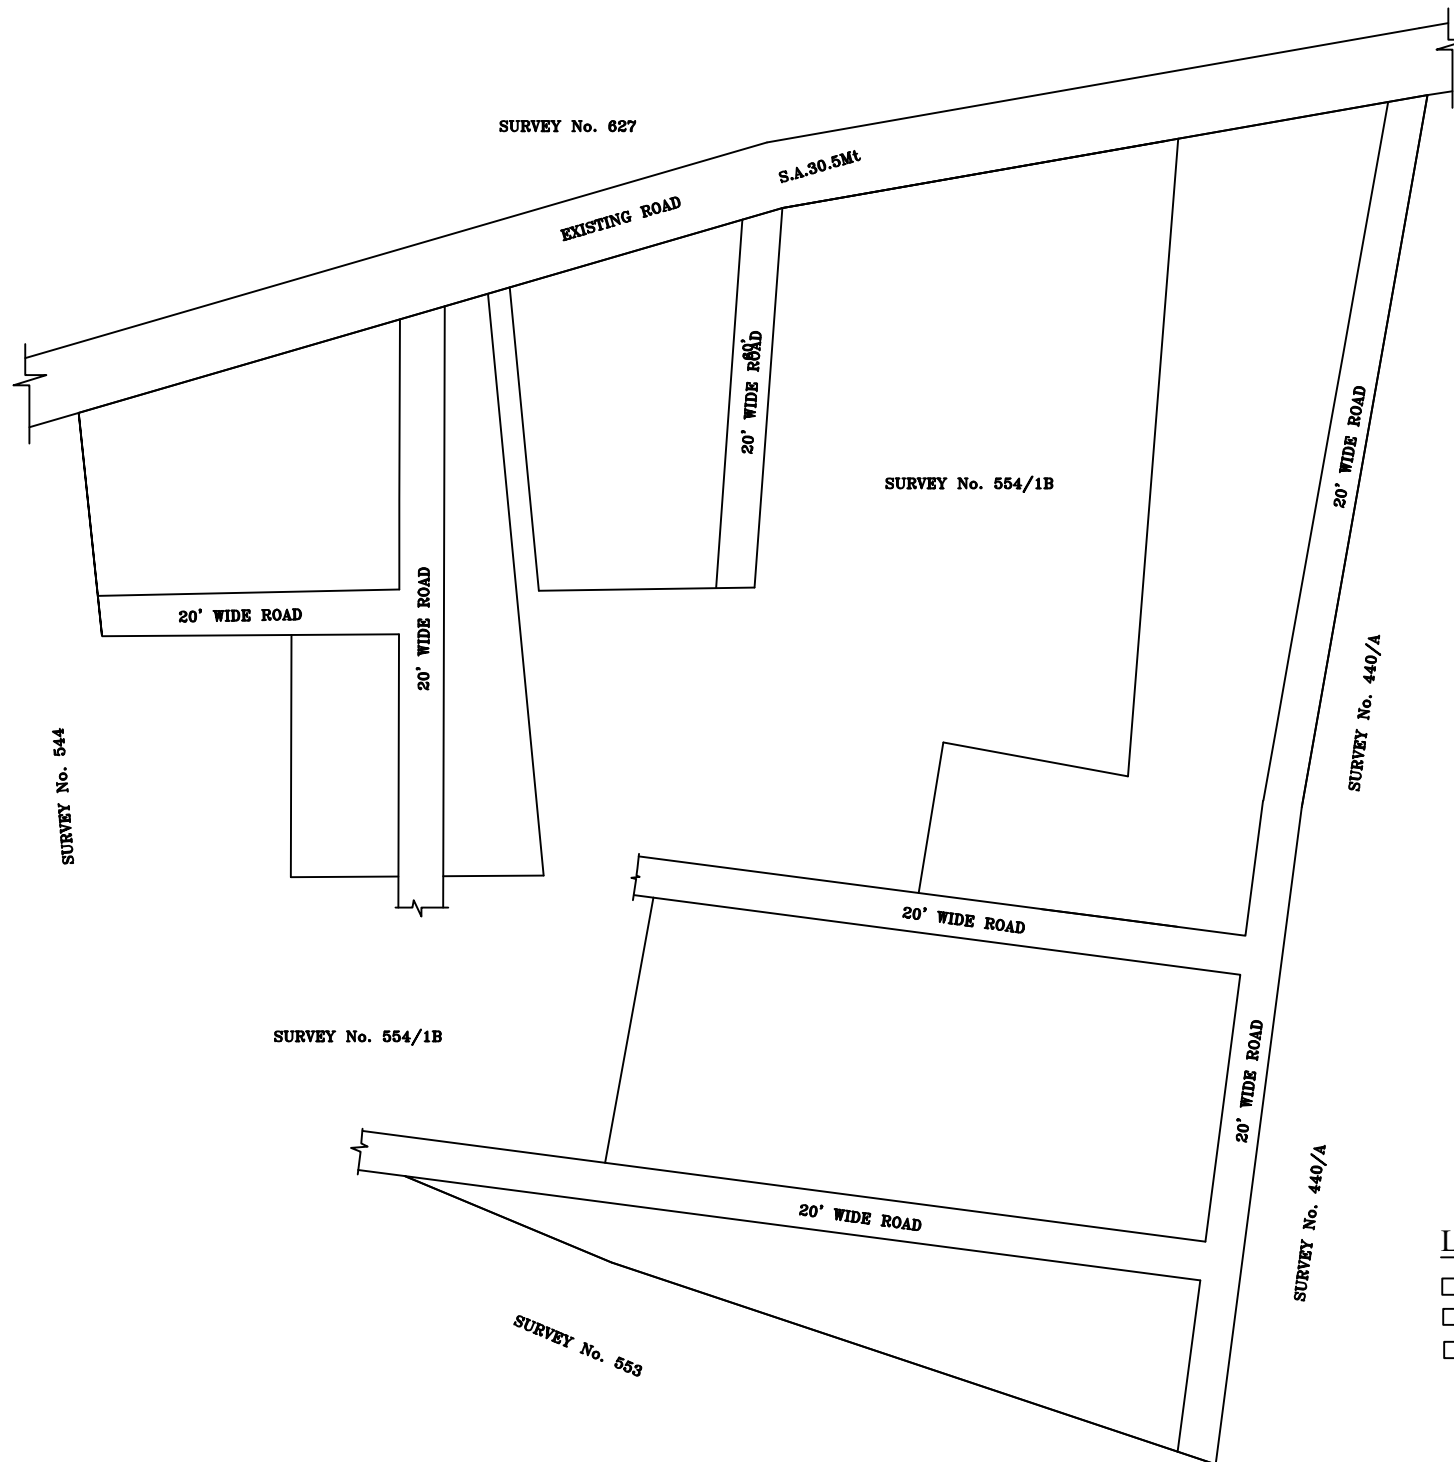 SURVEY No. 627
S.A.30.5Mt
EXISTING ROAD
60'
20' WIDE ROAD
20' WIDE ROAD
SURVEY No. 554/1B
20' WIDE ROAD
20' WIDE ROAD
SURVEY No. 440/A
SURVEY No. 544
20' WIDE ROAD
SURVEY No. 554/1B
20' WIDE ROAD
20' WIDE ROAD
SURVEY No. 440/A
SURVEY No. 553
L